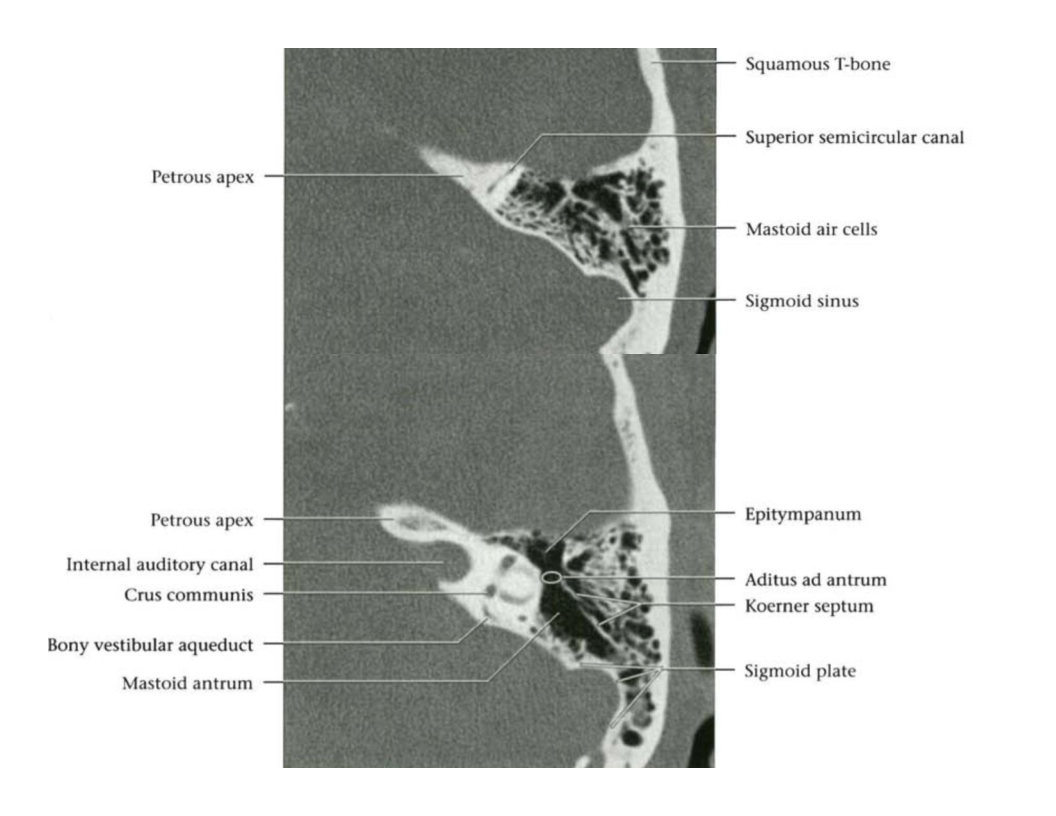 Squamous T-bone
Superior semicircular canal
Petrous apex
Mastoid air cells
Sigmoid sinus
Epitympanum
Petrous apex
Internal auditory canal
Aditus ad antrum
Crus communis
Koerner septum
Bony vestibular aqueduct
Sigmoid plate
Mastoid antrum